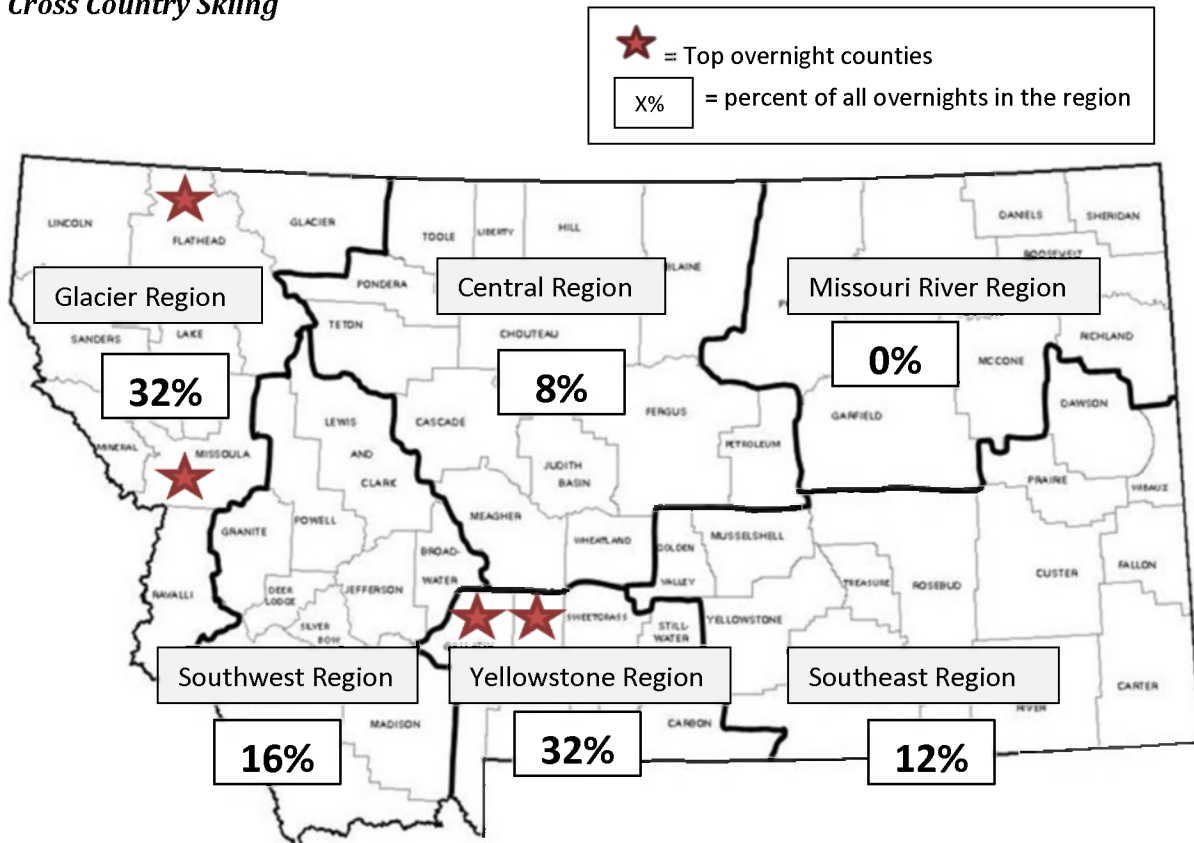 Cross Country Skiing
= Top overnight counties
X%
= percent of all overnights in the region
LINCOLN
FLATHEAD
GLACIER
TOOLE
LIBERTY
HILL
BLAINE
DANIELS
SHERIDAN
ROOSEVELT
Glacier Region
PONDERA
Central Region
Missouri River Region
SANDERS
LAKE
TETON
CHOUTEAU
RICHLAND
32%
8%
0%
MCCONE
DAWSON
LEWIS
AND
CLARK
CASCADE
FERGUS
PETROLEUM
GARFIELD
MINERAL
MISSOULA
JUDITH
BASIN
PRAIRIE
WIBAUX
GRANITE
POWELL
MEAGHER
WHEATLAND
GOLDEN
VALLEY
MUSSELSHELL
BROAD-
WATER
RAVALLI
DEER
LODGE
JEFFERSON
SILVER
BOW
SWEETGRASS
STILL-
WATER
YELLOWSTONE
TREASURE
ROSEBUD
CUSTER
FALLON
Southwest Region
Yellowstone Region
Southeast Region
CARTER
RIVER
MADISON
CARBON
16%
32%
12%